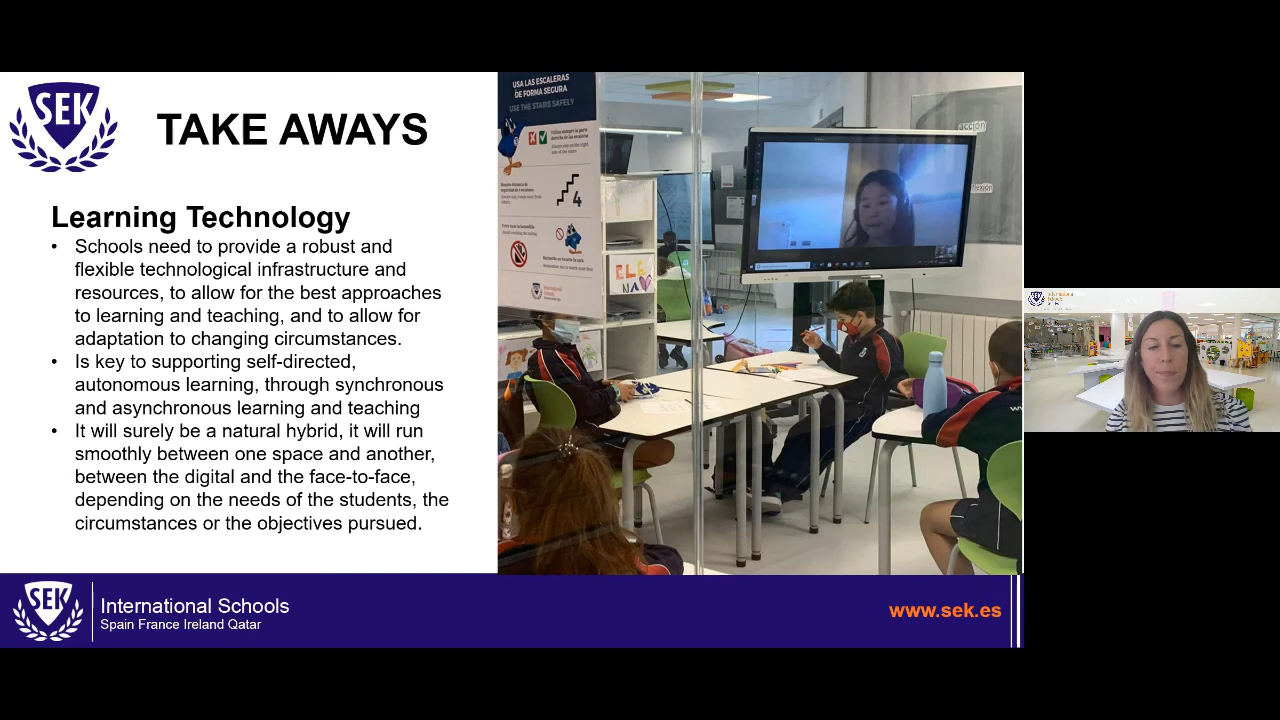 SEK
TAKE AWAYS
Learning Technology
• Schools need to provide a robust and
flexible technological infrastructure and
resources, to allow for the best approaches
to learning and teaching, and to allow for
adaptation to changing circumstances.
• Is key to supporting self-directed,
autonomous learning, through synchronous
and asynchronous learning and teaching
• It will surely be a natural hybrid, it will run
smoothly between one space and another,
between the digital and the face-to-face,
depending on the needs of the students, the
circumstances or the objectives pursued.
USA LAS ESCALERAS
DE FORMA SEGURA
USE THE STAIRS SAFELY
4
ELENA
acción
SEK
International Schools
Spain France Ireland Qatar
www.sek.es
International
Schools